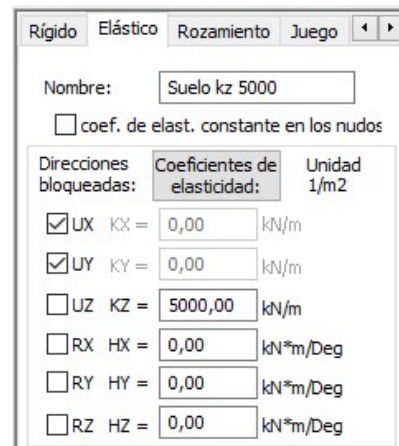 Rígido Elástico Rozamiento Juego
Nombre: Suelo kz 5000
coef. de elast. constante en los nudos
Direcciones bloqueadas: Coeficientes de elasticidad: Unidad 1/m2
UX KX = 0,00 kN/m
UY KY = 0,00 kN/m
UZ KZ = 5000,00 kN/m
RX HX = 0,00 kN*m/Deg
RY HY = 0,00 kN*m/Deg
RZ HZ = 0,00 kN*m/Deg